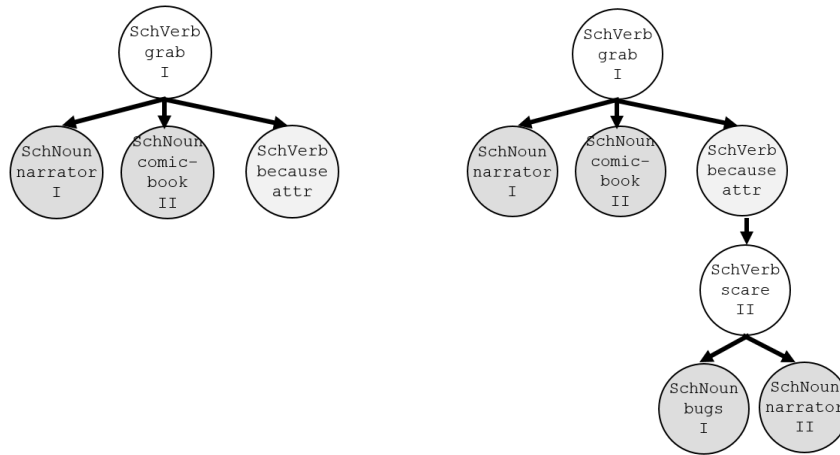 SchVerb
grab
I
SchNoun
narrator
I
SchNoun
comic-
book
II
SchVerb
because
attr
SchVerb
grab
I
SchNoun
narrator
I
SchNoun
comic-
book
II
SchVerb
because
attr
SchVerb
scare
II
SchNoun
bugs
I
SchNoun
narrator
II